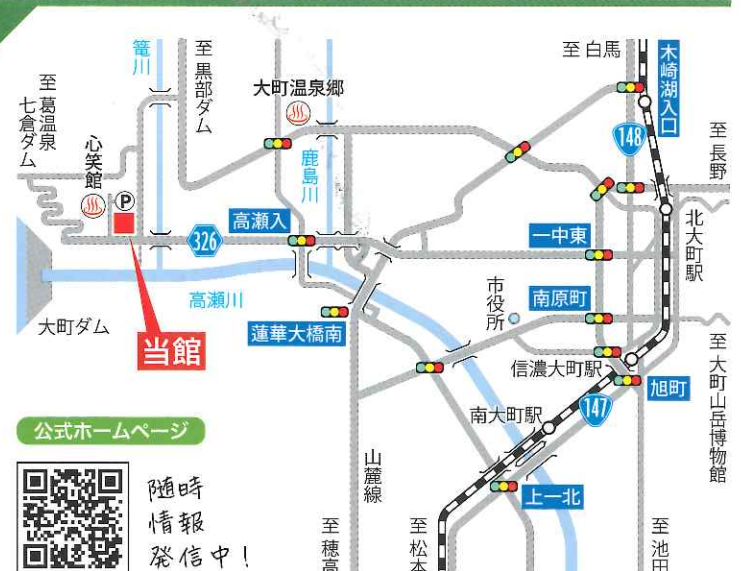 至 白馬
木崎湖入口
148
至 長野
北大町駅
籠川
至 黒部ダム
大町温泉郷
鹿島川
至 葛温泉
七倉ダム
心笑館
P
326
高瀬入
一中東
高瀬川
大町ダム
当館
蓮華大橋南
市役所
南原町
信濃大町駅
旭町
147
至 大町山岳博物館
南大町駅
上一北
山麓線
至 穂高
至 松本
至 池田
公式ホームページ
随時
情報
発信中!